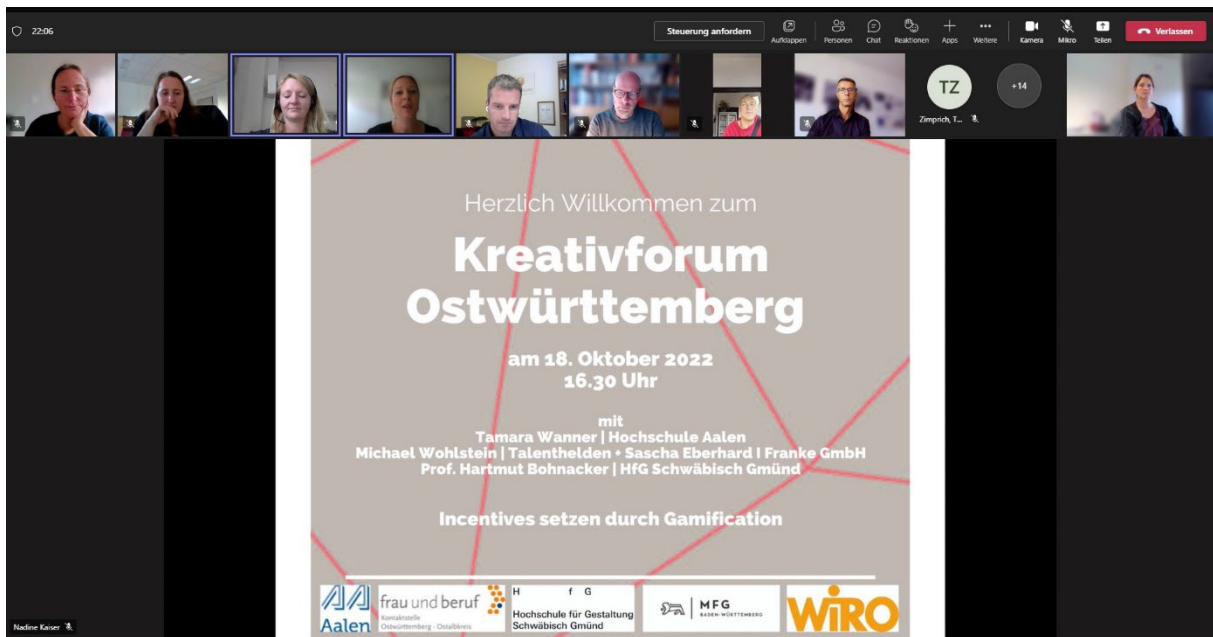 22:06
Steuerung anfordern
Aufklappen
Personen
Chat
Reaktionen
Apps
Weitere
Kamera
Mikro
Teilen
Verlassen
TZ
Zimprich, T...
+14
Herzlich Willkommen zum
Kreativforum
Ostwürttemberg
am 18. Oktober 2022
16.30 Uhr
mit
Tamara Wanner | Hochschule Aalen
Michael Wohlstein | Talenthelden + Sascha Eberhard I Franke GmbH
Prof. Hartmut Bohnacker | HfG Schwäbisch Gmünd
Incentives setzen durch Gamification
Aalen
frau und beruf
Kontaktstelle
Ostwürttemberg - Ostalbkreis
H f G
Hochschule für Gestaltung
Schwäbisch Gmünd
MFG
BADEN-WÜRTTEMBERG
WiRO
Nadine Kaiser